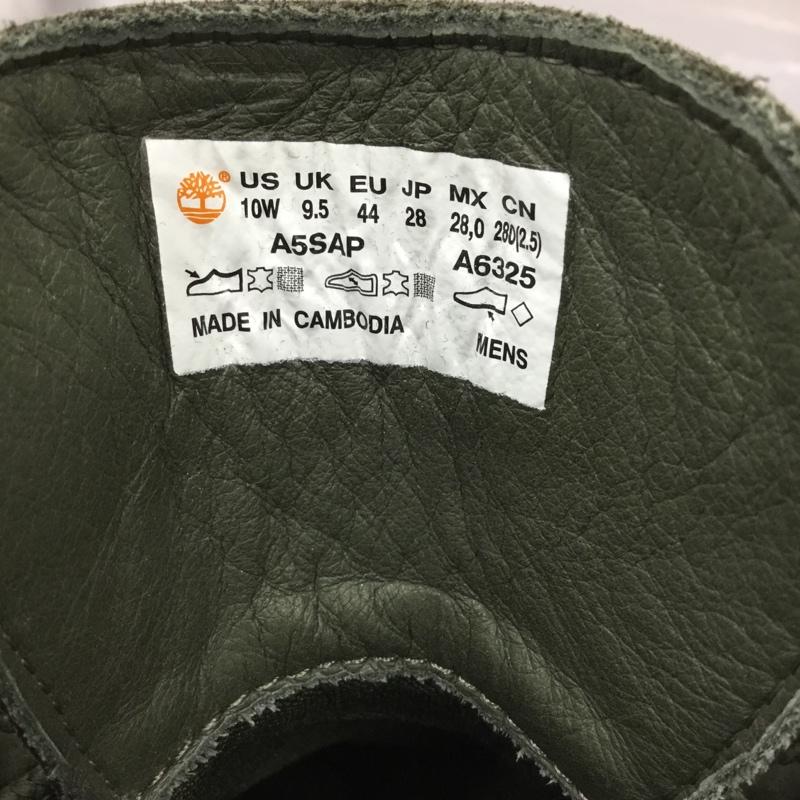 ® US UK EU JP MX CN
10W 9.5 44 28 28,0 280(2.5)
A5SAP A6325
MADE IN CAMBODIA MENS